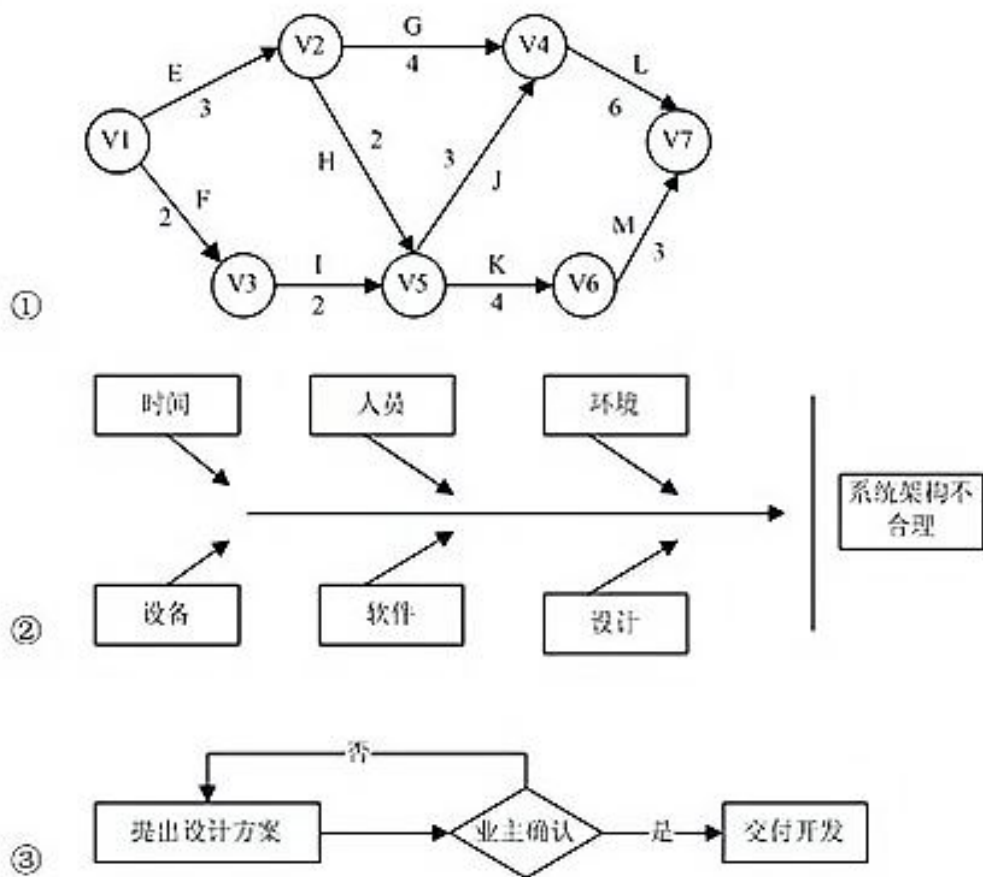 G
V2
V4
4
E
L
3
6
V1
2
V7
H
3
J
F
2
M
I
K
3
V3
V5
V6
2
4
①
时间
人员
环境
系统架构不
合理
设备
软件
设计
②
否
提出设计方案
业主确认
是
交付开发
③